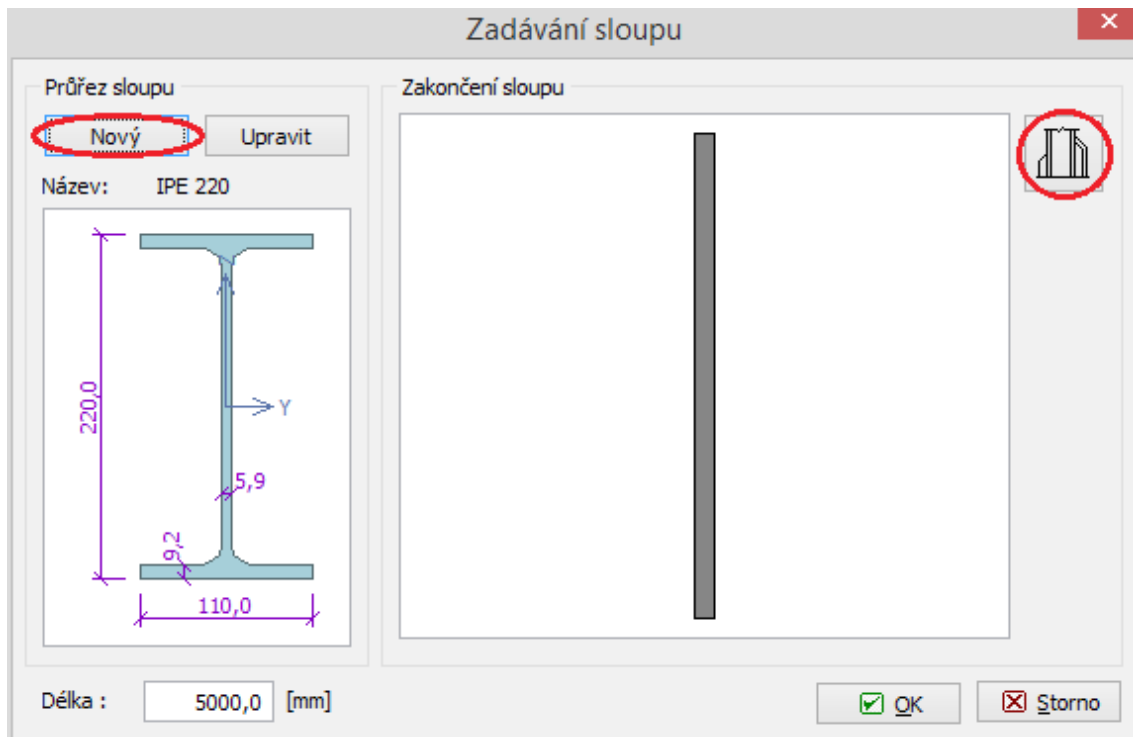 Zadávání sloupu
Průřez sloupu
Nový
Upravit
Název: IPE 220
220,0
Y
5,9
9,2
110,0
Délka : 5000,0 [mm]
Zakončení sloupu
OK
Storno